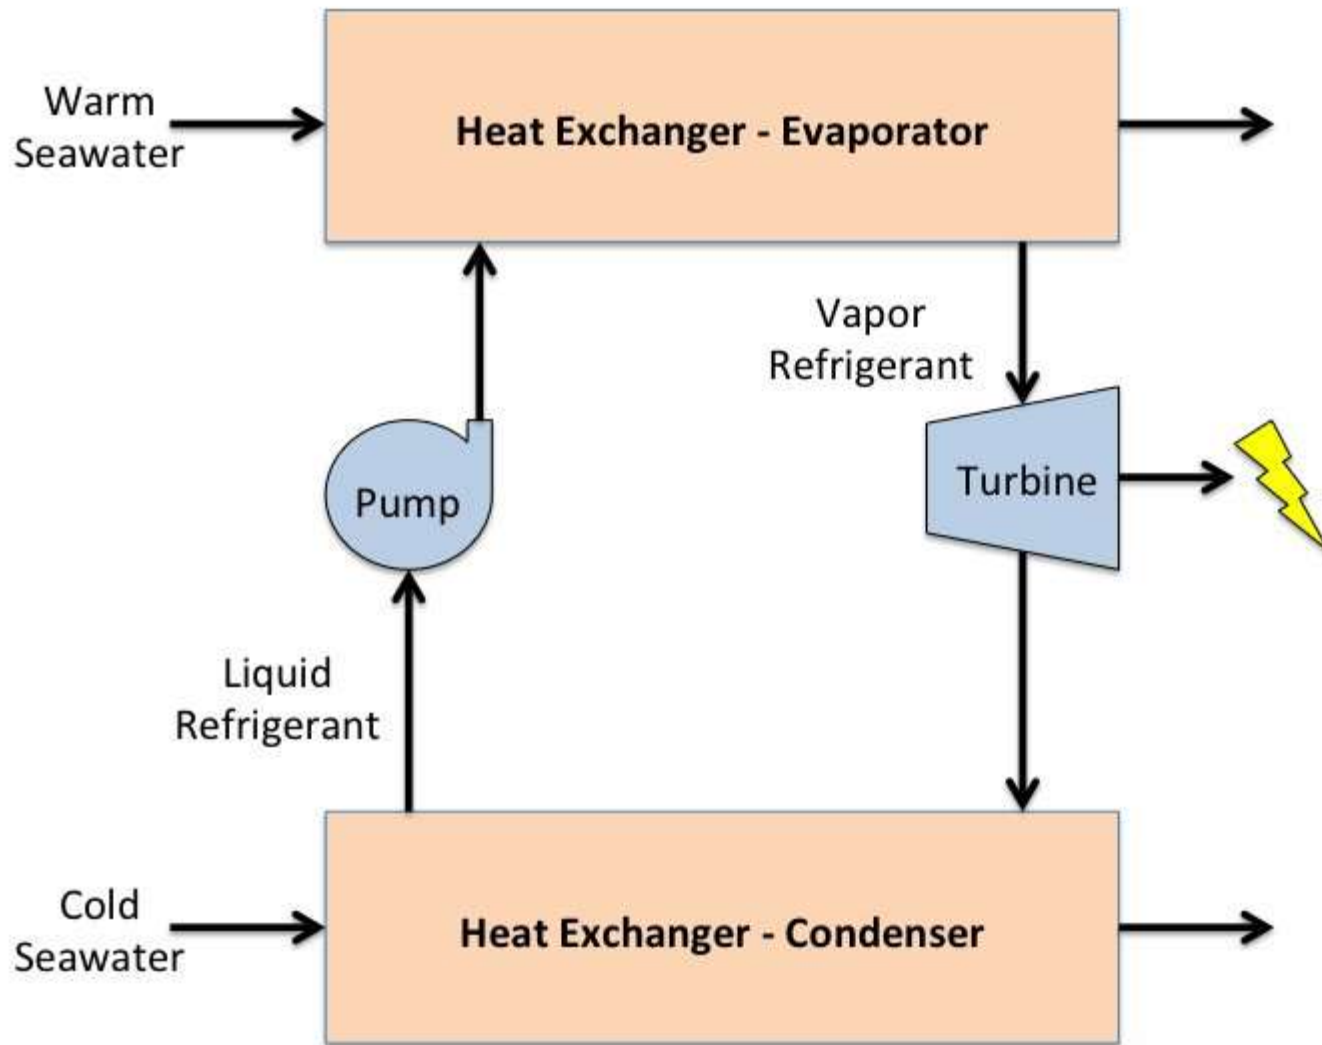 Warm
Seawater
Heat Exchanger - Evaporator
Vapor
Refrigerant
Pump
Turbine
Liquid
Refrigerant
Cold
Seawater
Heat Exchanger - Condenser